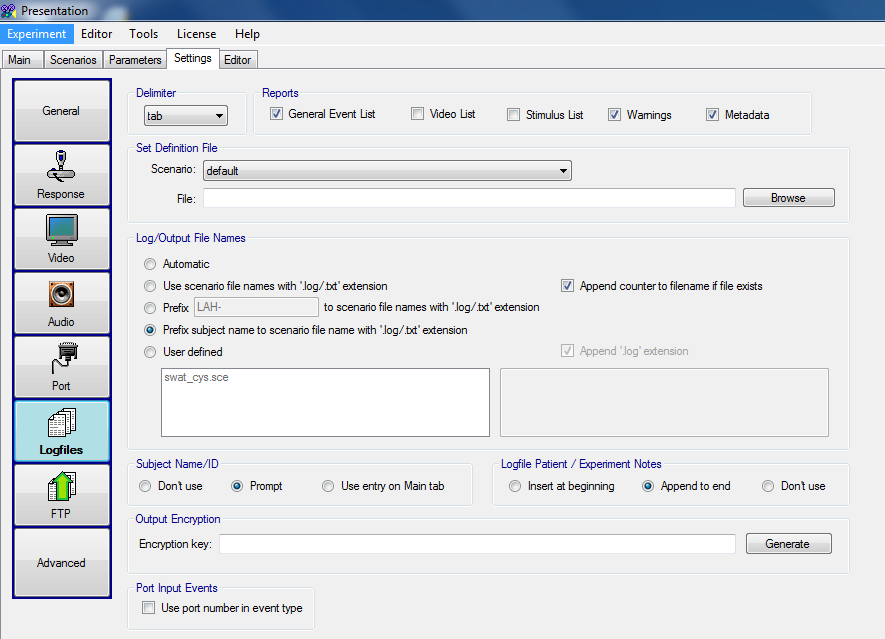 Presentation
Experiment Editor Tools License Help
Main Scenarios Parameters Settings Editor
General
Response
Video
Audio
Port
Logfiles
FTP
Advanced
Delimiter
tab
Reports
General Event List Video List Stimulus List Warnings Metadata
Set Definition File
Scenario: default
File: Browse
Log/Output File Names
Automatic
Use scenario file names with '.log/.txt' extension
Append counter to filename if file exists
Prefix LAH- to scenario file names with '.log/.txt' extension
Prefix subject name to scenario file name with '.log/.txt' extension
User defined
Append '.log' extension
swat_cys.sce
Subject Name/ID
Don't use Prompt Use entry on Main tab
Logfile Patient / Experiment Notes
Insert at beginning Append to end Don't use
Output Encryption
Encryption key: Generate
Port Input Events
Use port number in event type